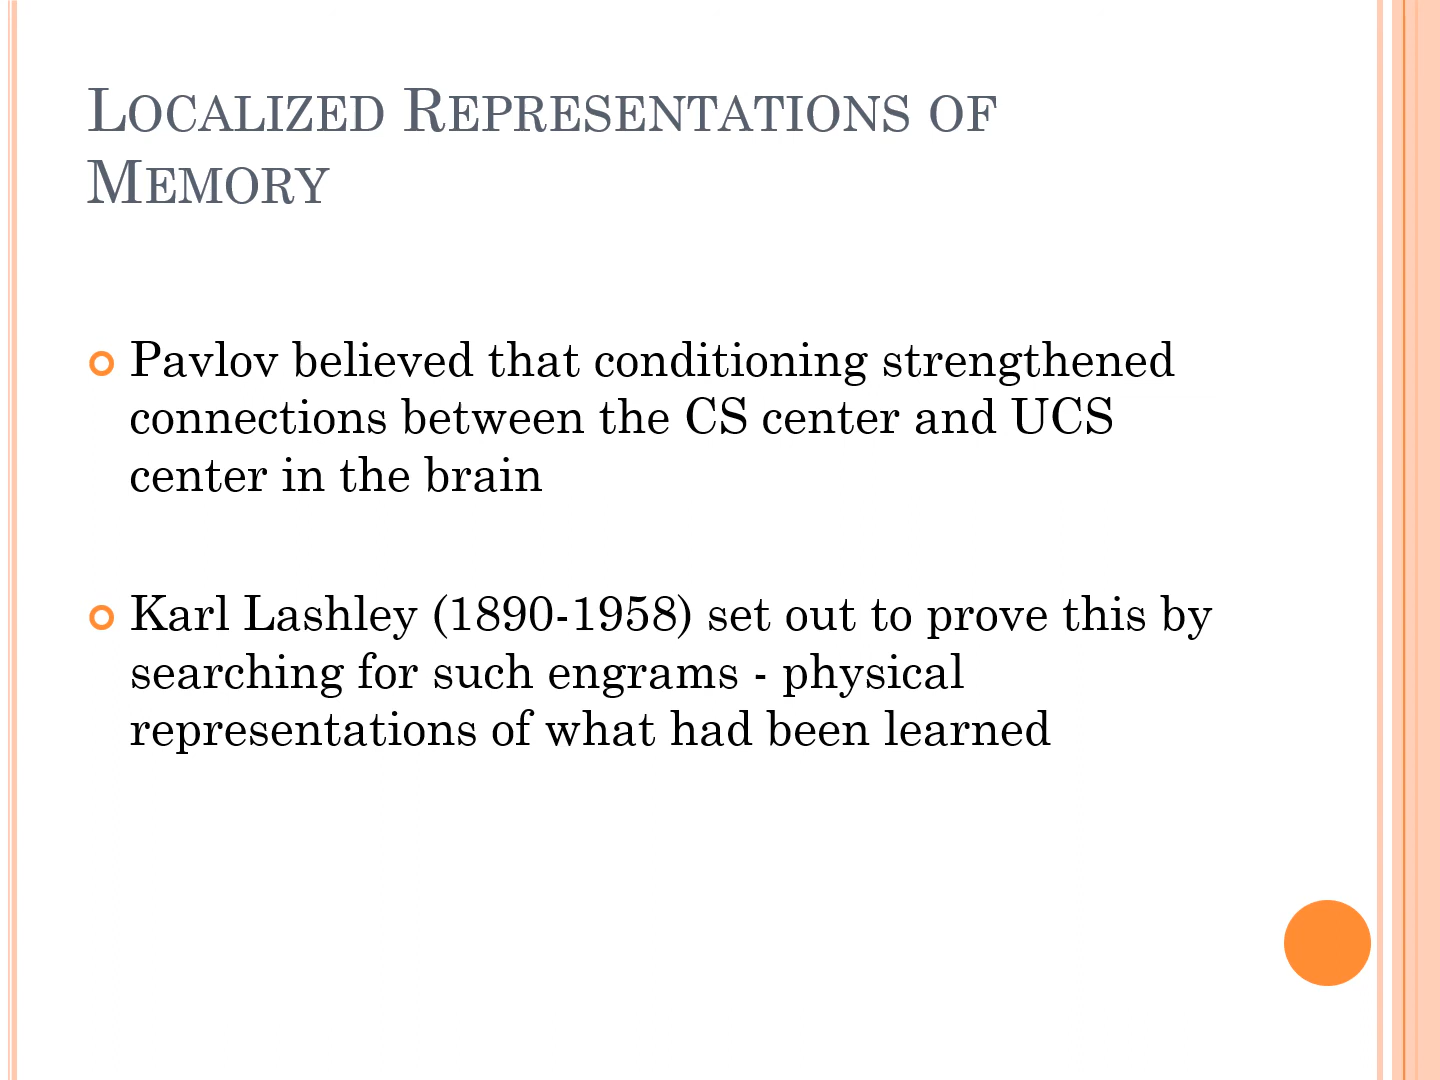 Localized Representations of
Memory
Pavlov believed that conditioning strengthened
connections between the CS center and UCS
center in the brain
Karl Lashley (1890-1958) set out to prove this by
searching for such engrams - physical
representations of what had been learned